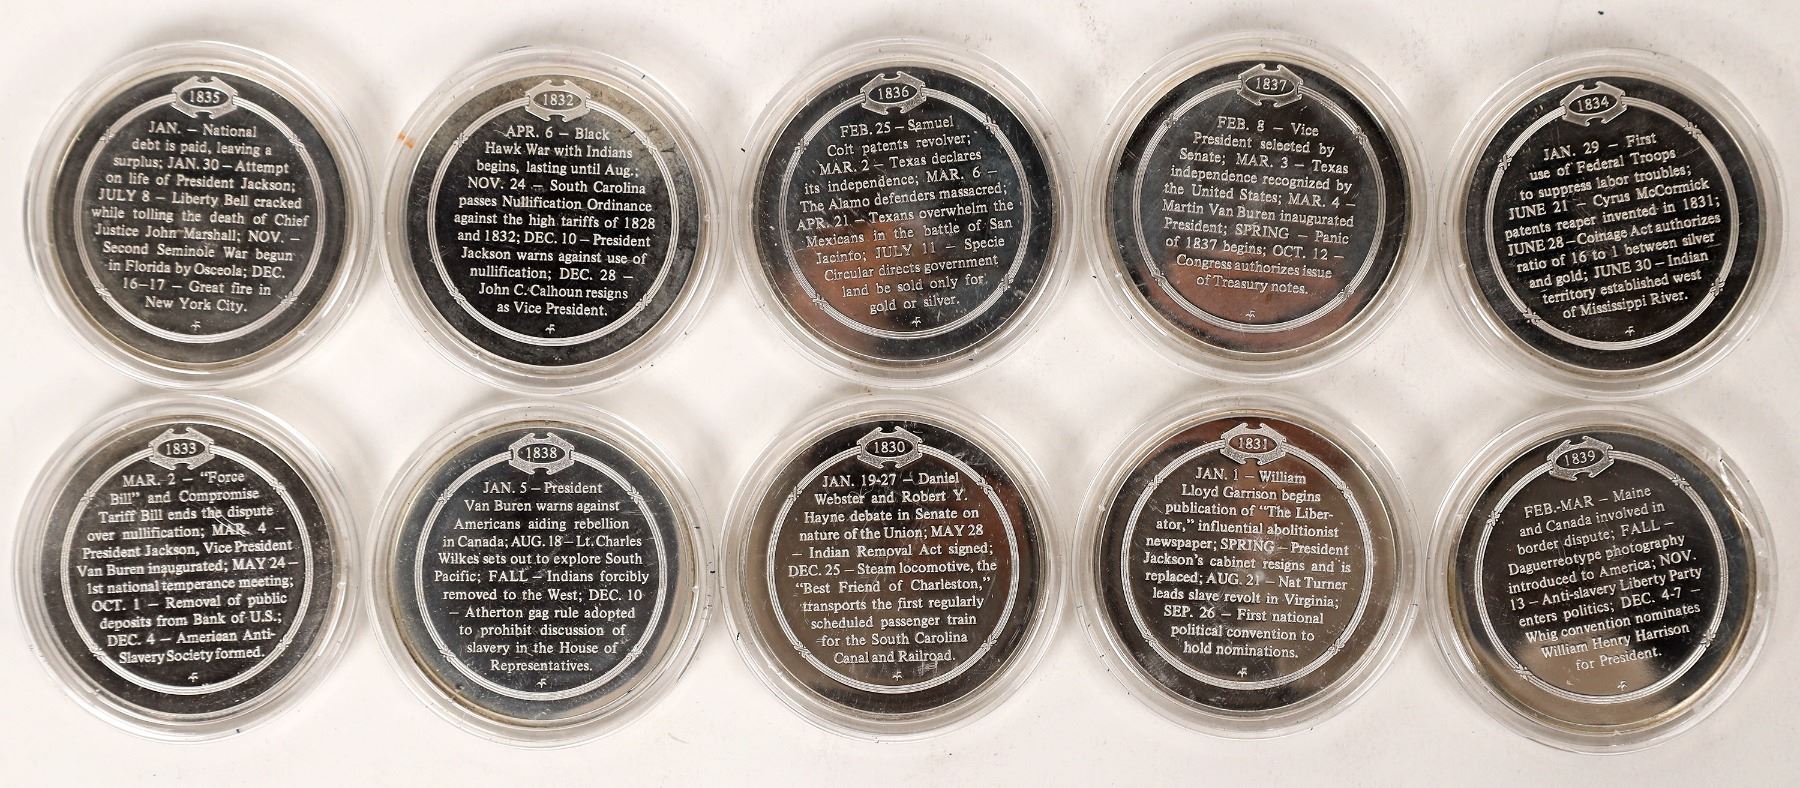 1835
JAN. – National
debt is paid, leaving a
surplus; JAN. 30 – Attempt
on life of President Jackson;
JULY 8 – Liberty Bell cracked
while tolling the death of Chief
Justice John Marshall; NOV. –
Second Seminole War begun
in Florida by Osceola; DEC.
16–17 – Great fire in
New York City.
1832
APR. 6 – Black
Hawk War with Indians
begins, lasting until Aug.;
NOV. 24 – South Carolina
passes Nullification Ordinance
against the high tariffs of 1828
and 1832; DEC. 10 – President
Jackson warns against use of
nullification; DEC. 28 –
John C. Calhoun resigns
as Vice President.
1836
FEB. 25 – Samuel
Colt patents revolver;
MAR. 2 – Texas declares
its independence; MAR. 6 –
The Alamo defenders massacred;
APR. 21 – Texans overwhelm the
Mexicans in the battle of San
Jacinto; JULY 11 – Specie
Circular directs government
land be sold only for
gold or silver.
1837
FEB. 8 – Vice
President selected by
Senate; MAR. 3 – Texas
independence recognized by
the United States; MAR. 4 –
Martin Van Buren inaugurated
President; SPRING – Panic
of 1837 begins; OCT. 12 –
Congress authorizes issue
of Treasury notes.
1834
JAN. 29 – First
use of Federal Troops
to suppress labor troubles;
JUNE 21 – Cyrus McCormick
patents reaper invented in 1831;
JUNE 28 – Coinage Act authorizes
ratio of 16 to 1 between silver
and gold; JUNE 30 – Indian
territory established west
of Mississippi River.
1833
MAR. 2 – “Force
Bill” and Compromise
Tariff Bill ends the dispute
over nullification; MAR. 4 –
President Jackson, Vice President
Van Buren inaugurated; MAY 24 –
1st national temperance meeting;
OCT. 1 – Removal of public
deposits from Bank of U.S.;
DEC. 4 – American Anti-
Slavery Society formed.
1838
JAN. 5 – President
Van Buren warns against
Americans aiding rebellion
in Canada; AUG. 18 – Lt. Charles
Wilkes sets out to explore South
Pacific; FALL – Indians forcibly
removed to the West; DEC. 10
– Atherton gag rule adopted
to prohibit discussion of
slavery in the House of
Representatives.
1830
JAN. 19-27 – Daniel
Webster and Robert Y.
Hayne debate in Senate on
nature of the Union; MAY 28
– Indian Removal Act signed;
DEC. 25 – Steam locomotive, the
“Best Friend of Charleston,”
transports the first regularly
scheduled passenger train
for the South Carolina
Canal and Railroad.
1831
JAN. 1 – William
Lloyd Garrison begins
publication of “The Liber-
ator,” influential abolitionist
newspaper; SPRING – President
Jackson's cabinet resigns and is
replaced; AUG. 21 – Nat Turner
leads slave revolt in Virginia;
SEP. 26 – First national
political convention to
hold nominations.
1839
FEB.-MAR – Maine
and Canada involved in
border dispute; FALL –
Daguerreotype photography
introduced to America; NOV.
13 – Anti-slavery Liberty Party
enters politics; DEC. 4-7 –
Whig convention nominates
William Henry Harrison
for President.